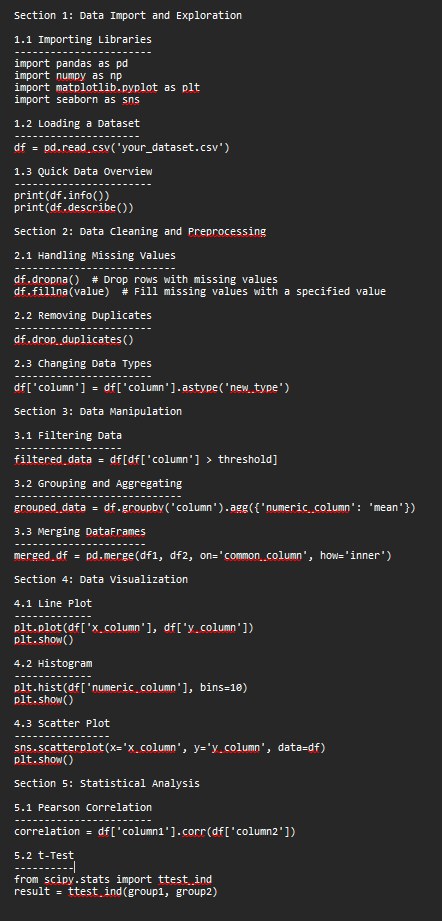 Section 1: Data Import and Exploration
1.1 Importing Libraries
-----------------------
import pandas as pd
import numpy as np
import matplotlib.pyplot as plt
import seaborn as sns
1.2 Loading a Dataset
---------------------
df = pd.read_csv('your_dataset.csv')
1.3 Quick Data Overview
-----------------------
print(df.info())
print(df.describe())
Section 2: Data Cleaning and Preprocessing
2.1 Handling Missing Values
---------------------------
df.dropna()  # Drop rows with missing values
df.fillna(value)  # Fill missing values with a specified value
2.2 Removing Duplicates
-----------------------
df.drop_duplicates()
2.3 Changing Data Types
-----------------------
df['column'] = df['column'].astype('new_type')
Section 3: Data Manipulation
3.1 Filtering Data
------------------
filtered_data = df[df['column'] > threshold]
3.2 Grouping and Aggregating
----------------------------
grouped_data = df.groupby('column').agg({'numeric_column': 'mean'})
3.3 Merging DataFrames
----------------------
merged_df = pd.merge(df1, df2, on='common_column', how='inner')
Section 4: Data Visualization
4.1 Line Plot
-------------
plt.plot(df['x_column'], df['y_column'])
plt.show()
4.2 Histogram
-------------
plt.hist(df['numeric_column'], bins=10)
plt.show()
4.3 Scatter Plot
----------------
sns.scatterplot(x='x_column', y='y_column', data=df)
plt.show()
Section 5: Statistical Analysis
5.1 Pearson Correlation
-----------------------
correlation = df['column1'].corr(df['column2'])
5.2 t-Test
----------
from scipy.stats import ttest_ind
result = ttest_ind(group1, group2)